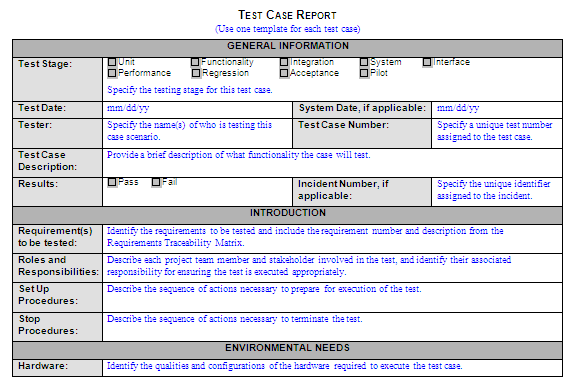 TEST CASE REPORT
(Use one template for each test case)
GENERAL INFORMATION
Test Stage:
Unit Functionality Integration System Interface
Performance Regression Acceptance Pilot
Specify the testing stage for this test case.
Test Date: mm/dd/yy System Date, if applicable: mm/dd/yy
Tester:
Specify the name(s) of who is testing this
case scenario.
Test Case Number:
Specify a unique test number
assigned to the test case.
Test Case
Description:
Provide a brief description of what functionality the case will test.
Results:
Pass Fail
Incident Number, if
applicable:
Specify the unique identifier
assigned to the incident.
INTRODUCTION
Requirement(s)
to be tested:
Identify the requirements to be tested and include the requirement number and description from the
Requirements Traceability Matrix.
Roles and
Responsibilities:
Describe each project team member and stakeholder involved in the test, and identify their associated
responsibility for ensuring the test is executed appropriately.
Set Up
Procedures:
Describe the sequence of actions necessary to prepare for execution of the test.
Stop
Procedures:
Describe the sequence of actions necessary to terminate the test.
ENVIRONMENTAL NEEDS
Hardware: Identify the qualities and configurations of the hardware required to execute the test case.